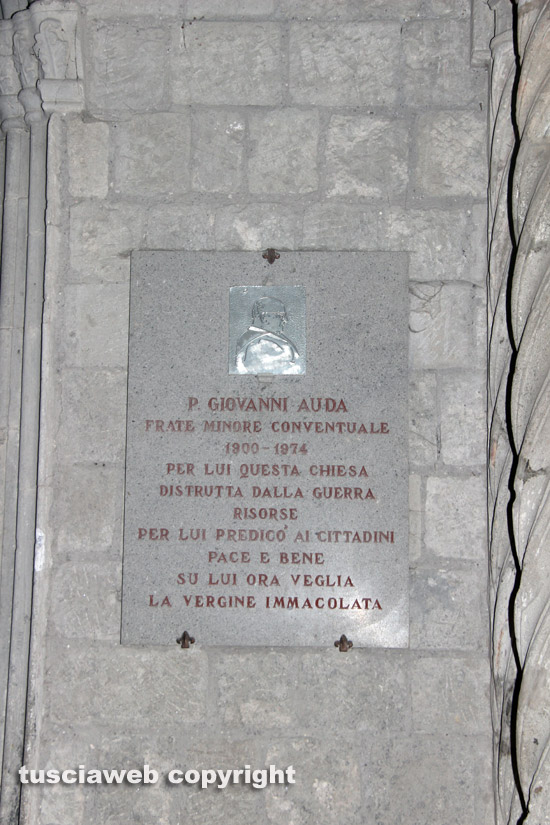 P. GIOVANNI AUDA
FRATE MINORE CONVENTUALE
1900-1974
PER LUI QUESTA CHIESA
DISTRUTTA DALLA GUERRA
RISORSE
PER LUI PREDICÒ AI CITTADINI
PACE E BENE
SU LUI ORA VEGLIA
LA VERGINE IMMACOLATA
tusciaweb copyright